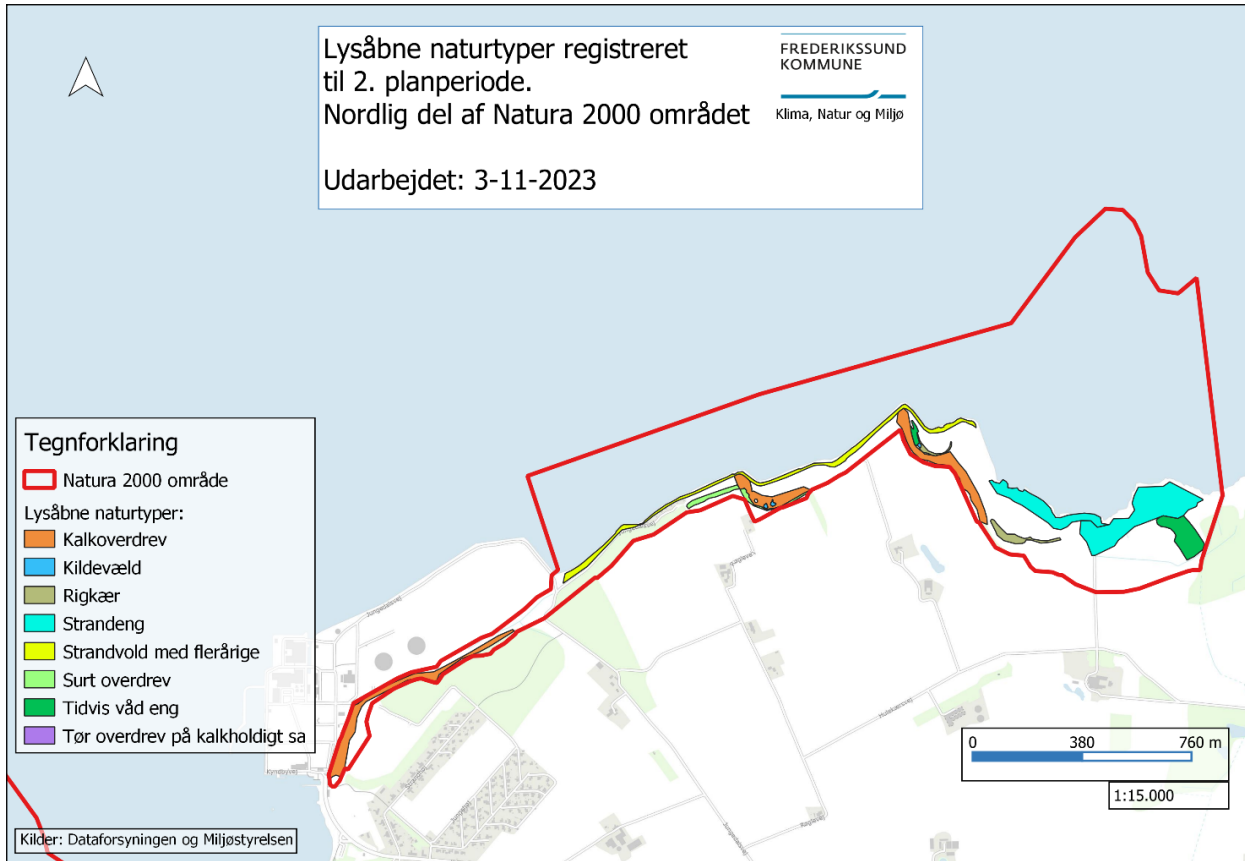 Lysåbne naturtyper registreret
til 2. planperiode.
Nordlig del af Natura 2000 området
Udarbejdet: 3-11-2023
FREDERIKSSUND
KOMMUNE
Klima, Natur og Miljø
Tegnforklaring
Natura 2000 område
Lysåbne naturtyper:
Kalkoverdrev
Kildevæld
Rigkær
Strandeng
Strandvold med flerårige
Surt overdrev
Tidvis våd eng
Tør overdrev på kalkholdigt sa
0 380 760 m
1:15.000
Kilder: Dataforsyningen og Miljøstyrelsen